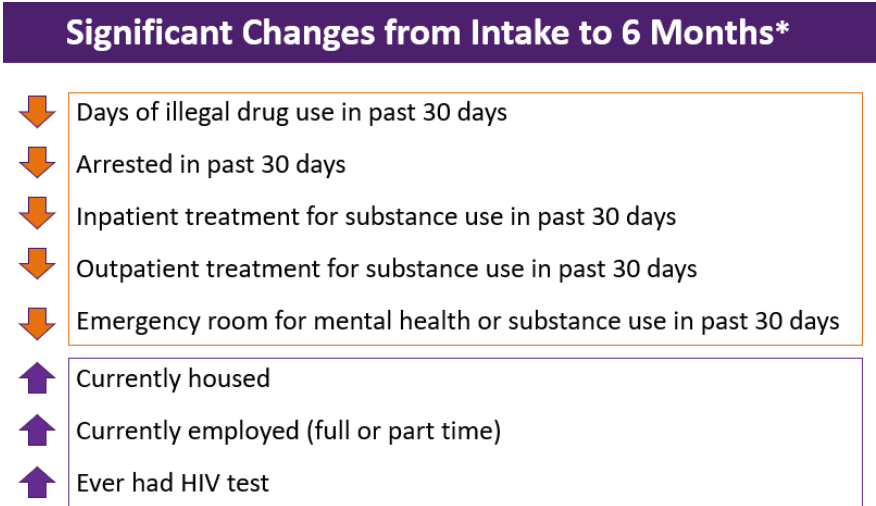 Significant Changes from Intake to 6 Months*
Days of illegal drug use in past 30 days
Arrested in past 30 days
Inpatient treatment for substance use in past 30 days
Outpatient treatment for substance use in past 30 days
Emergency room for mental health or substance use in past 30 days
Currently housed
Currently employed (full or part time)
Ever had HIV test